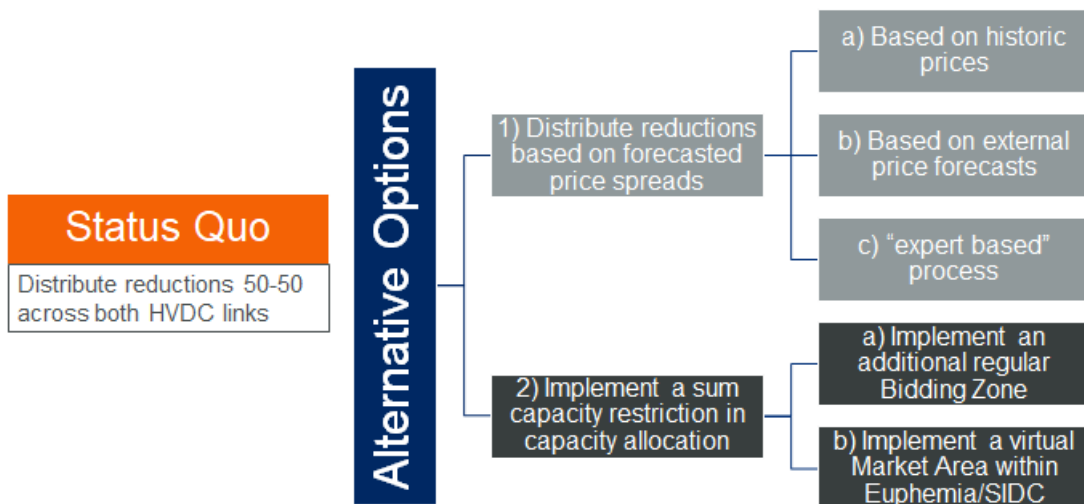 Status Quo
Distribute reductions 50-50
across both HVDC links
Alternative Options
1) Distribute reductions
based on forecasted
price spreads
a) Based on historic
prices
b) Based on external
price forecasts
c) “expert based”
process
2) Implement a sum
capacity restriction in
capacity allocation
a) Implement an
additional regular
Bidding Zone
b) Implement a virtual
Market Area within
Euphemia/SIDC